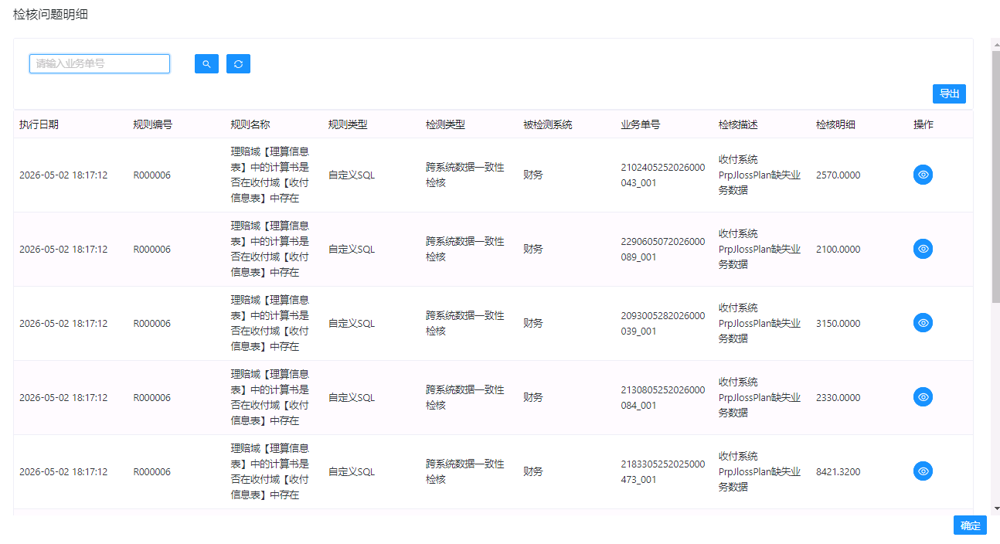 检核问题明细
请输入业务单号
导出
执行日期 规则编号 规则名称 规则类型 检测类型 被检测系统 业务单号 检核描述 检核明细 操作
2026-05-02 18:17:12
R000006
理赔域【理算信息
表】中的计算书是
否在收付域【收付
信息表】中存在
自定义SQL
跨系统数据一致性
检核
财务
2102405252026000
043_001
收付系统
PrpJlossPlan缺失业
务数据
2570.0000
2026-05-02 18:17:12
R000006
理赔域【理算信息
表】中的计算书是
否在收付域【收付
信息表】中存在
自定义SQL
跨系统数据一致性
检核
财务
2290605072026000
089_001
收付系统
PrpJlossPlan缺失业
务数据
2100.0000
2026-05-02 18:17:12
R000006
理赔域【理算信息
表】中的计算书是
否在收付域【收付
信息表】中存在
自定义SQL
跨系统数据一致性
检核
财务
2093005282026000
039_001
收付系统
PrpJlossPlan缺失业
务数据
3150.0000
2026-05-02 18:17:12
R000006
理赔域【理算信息
表】中的计算书是
否在收付域【收付
信息表】中存在
自定义SQL
跨系统数据一致性
检核
财务
2130805252026000
084_001
收付系统
PrpJlossPlan缺失业
务数据
2330.0000
2026-05-02 18:17:12
R000006
理赔域【理算信息
表】中的计算书是
否在收付域【收付
信息表】中存在
自定义SQL
跨系统数据一致性
检核
财务
2183305252025000
473_001
收付系统
PrpJlossPlan缺失业
务数据
8421.3200
确定